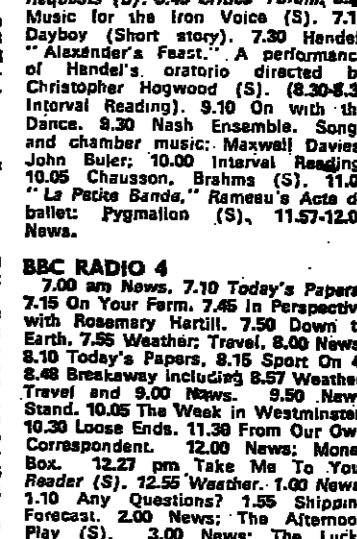 Music for the Iron Voice (S). 7.1
Dayboy (Short story). 7.30 Handel
"Alexander's Feast." A performanc
of Handel's oratorio directed b
Christopher Hogwood (S). (8.30-8.3
Interval Reading). 9.10 On with th
Dance. 9.30 Nash Ensemble. Song
and chamber music: Maxwell Davies
John Buler; 10.00 Interval Reading
10.05 Chausson, Brahms (S). 11.0
"La Petite Bande," Rameau's Acte d
ballet: Pygmalion (S). 11.57-12.0
News.
BBC RADIO 4
7.00 am News. 7.10 Today's Papers
7.15 On Your Farm. 7.45 In Perspectiv
with Rosemary Hartill. 7.50 Down t
Earth. 7.55 Weather; Travel. 8.00 News
8.10 Today's Papers. 8.15 Sport On 4
8.48 Breakaway including 8.57 Weathe
Travel and 9.00 News. 9.50 News
Stand. 10.05 The Week in Westminster
10.30 Loose Ends. 11.30 From Our Ow
Correspondent. 12.00 News; Mone
Box. 12.27 pm Take Me To You
Reader (S). 12.55 Weather. 1.00 News
1.10 Any Questions? 1.55 Shippin
Forecast. 2.00 News; The Afternoo
Play (S). 3.00 News; The